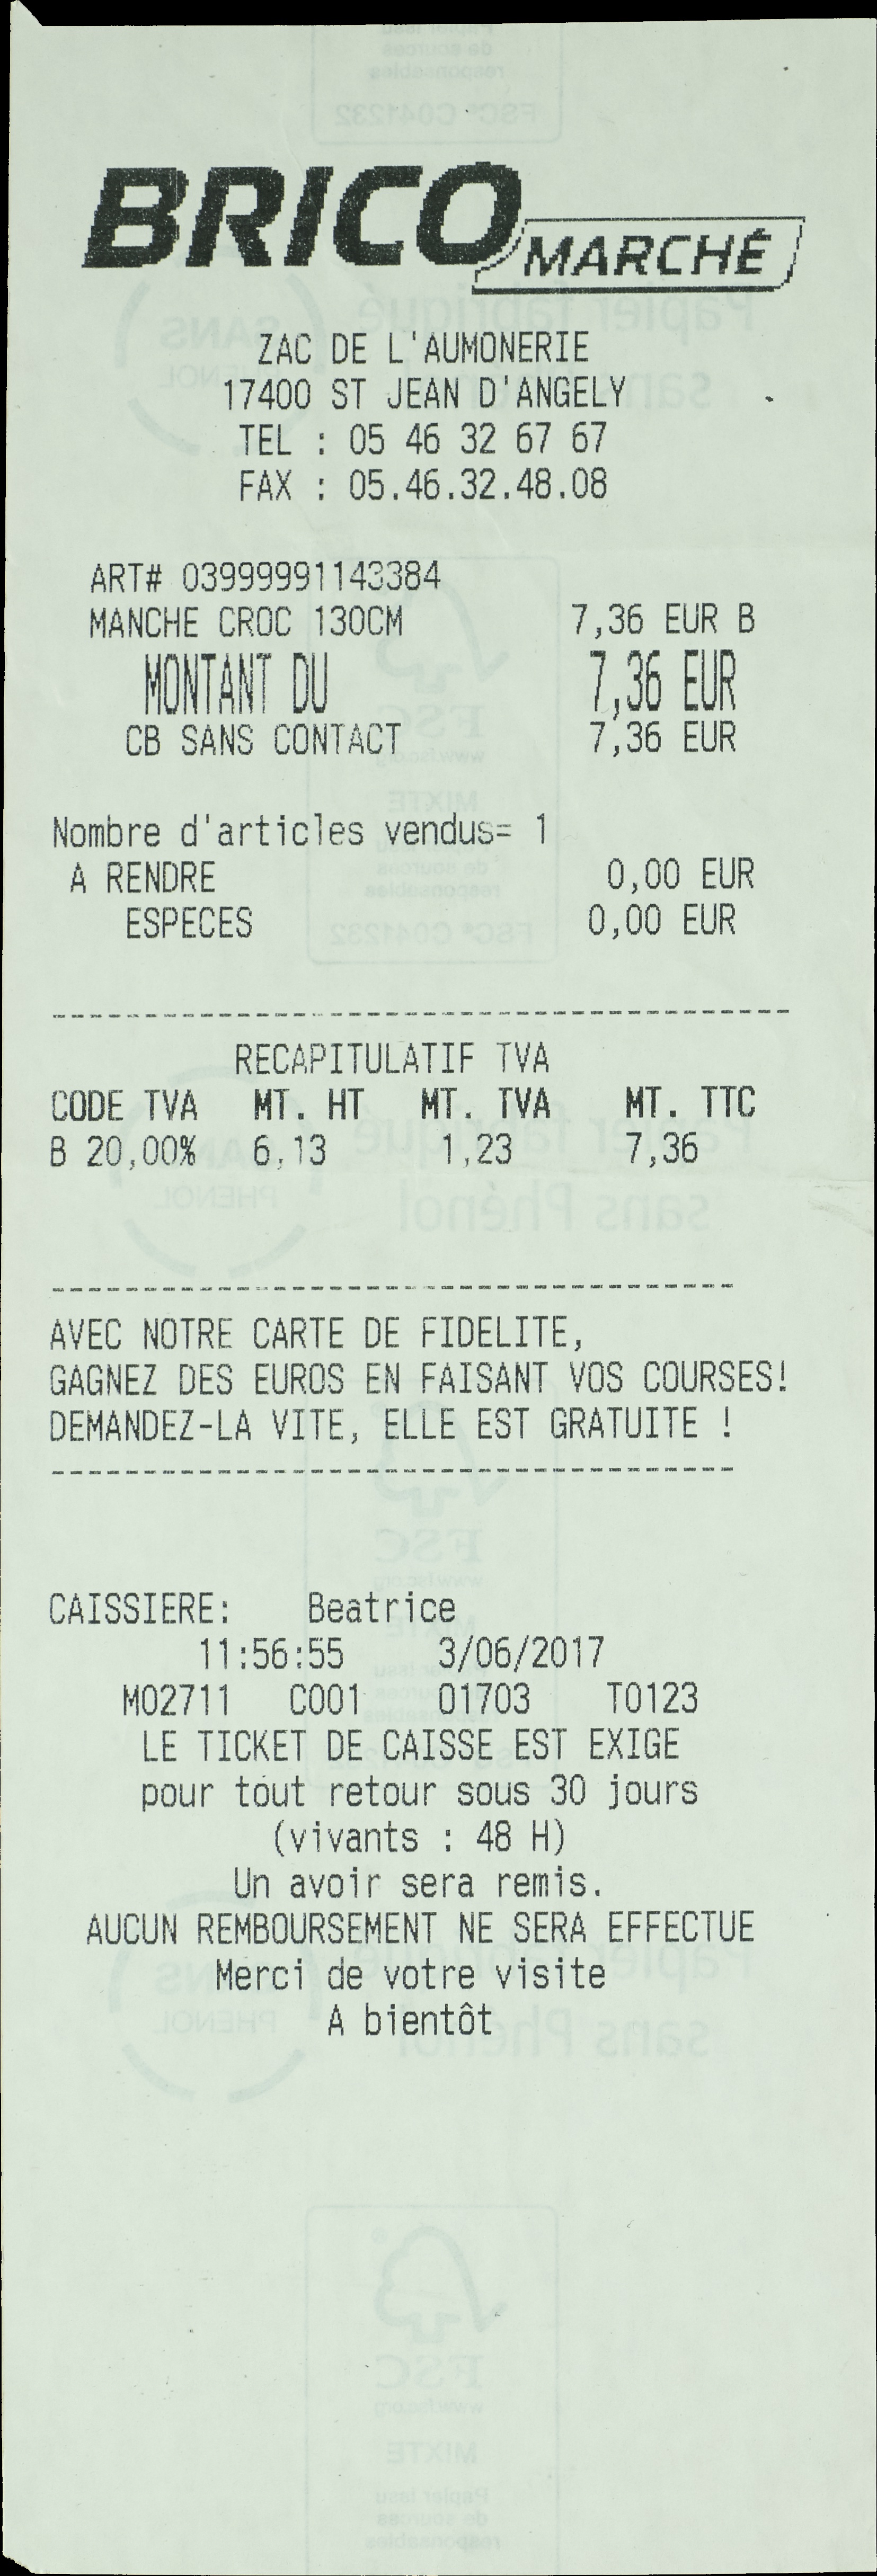 BRICO MARCHÉ
ZAC DE L'AUMONERIE
17400 ST JEAN D'ANGELY
TEL : 05 46 32 67 67
FAX : 05.46.32.48.08
ART# 03999991143384
MANCHE CROC 130CM 7,36 EUR B
MONTANT DU 7,36 EUR
CB SANS CONTACT 7,36 EUR
Nombre d'articles vendus= 1
A RENDRE 0,00 EUR
ESPECES 0,00 EUR
RECAPITULATIF TVA
CODE TVA MT. HT MT. TVA MT. TTC
B 20,00% 6,13 1,23 7,36
AVEC NOTRE CARTE DE FIDELITE,
GAGNEZ DES EUROS EN FAISANT VOS COURSES!
DEMANDEZ-LA VITE, ELLE EST GRATUITE !
CAISSIERE: Beatrice
11:56:55 3/06/2017
M02711 C001 01703 T0123
LE TICKET DE CAISSE EST EXIGE
pour tout retour sous 30 jours
(vivants : 48 H)
Un avoir sera remis.
AUCUN REMBOURSEMENT NE SERA EFFECTUE
Merci de votre visite
A bientôt